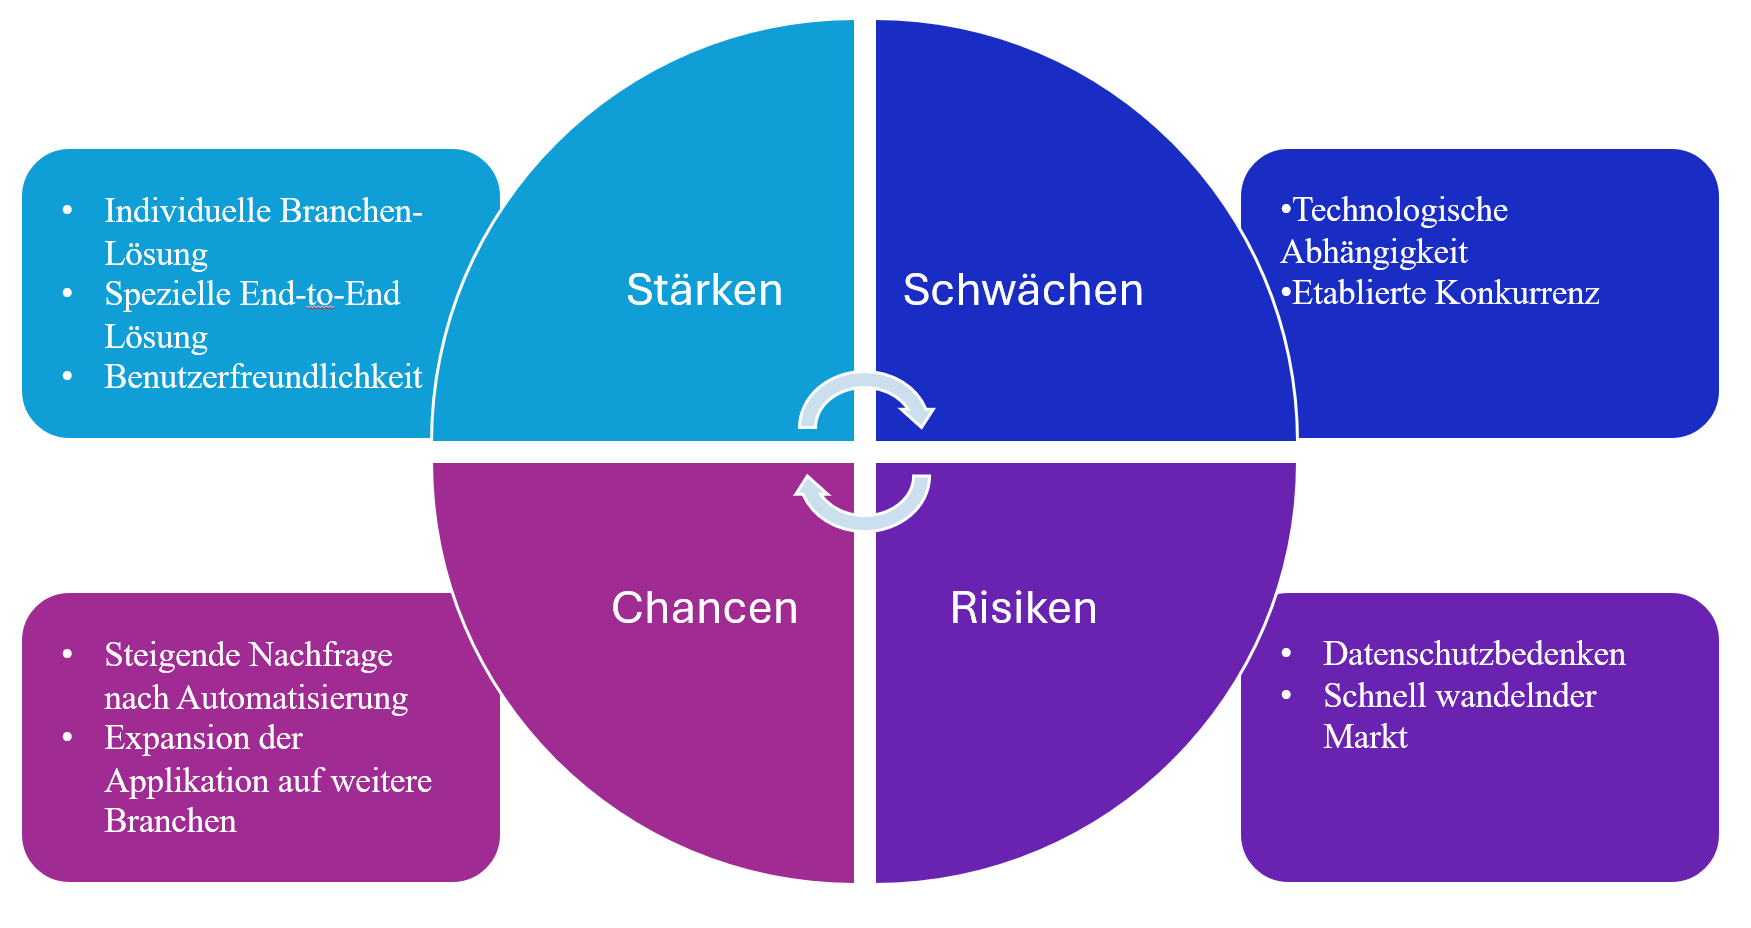 • Individuelle Branchen-
Lösung
• Spezielle End-to-End
Lösung
• Benutzerfreundlichkeit
Stärken
Schwächen
•Technologische
Abhängigkeit
•Etablierte Konkurrenz
• Steigende Nachfrage
nach Automatisierung
• Expansion der
Applikation auf weitere
Branchen
Chancen
Risiken
• Datenschutzbedenken
• Schnell wandelnder
Markt